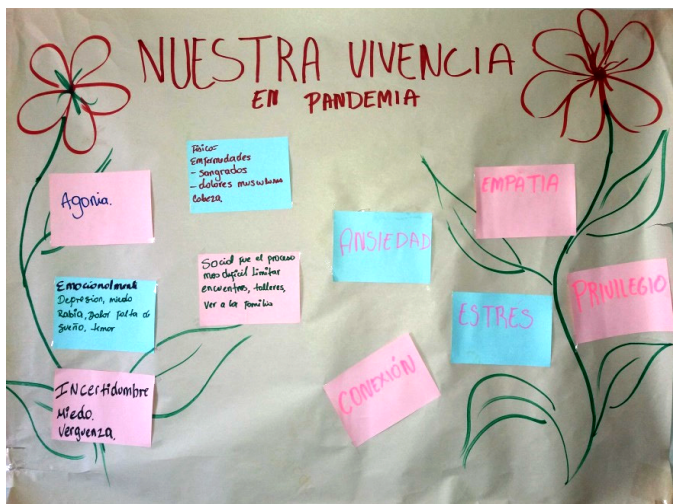 NUESTRA VIVENCIA
EN PANDEMIA
Fisico-
Enfermedades
- sangrados
- dolores musculares
Cabeza.
Agonia.
EMPATIA
ANSIEDAD
Social fue el proceso
mas dificil limitar
encuentros, talleres,
ver a la familia
Emocionalmente
Depresion, miedo
Rabia, Dolor falta de
sueño, temor
PRIVILEGIO
ESTRES
INcertidumbre
Miedo.
Verguenza.
CONEXIÓN